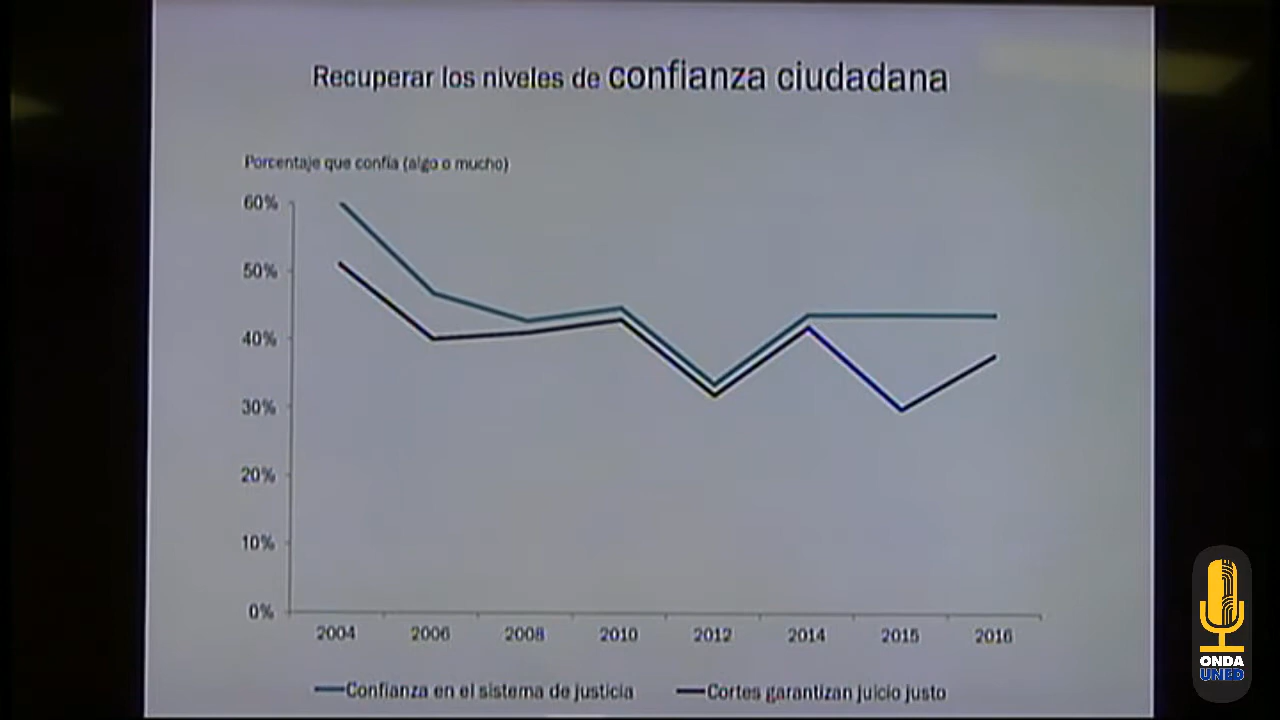 Recuperar los niveles de confianza ciudadana
Porcentaje que confía (algo o mucho)
60%
50%
40%
30%
20%
10%
0%
2004 2006 2008 2010 2012 2014 2015 2016
Confianza en el sistema de justicia Cortes garantizan juicio justo
ONDA
UNED